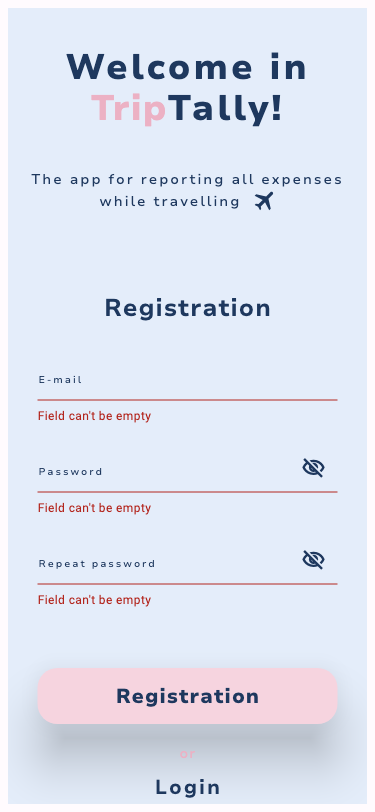 Welcome in
TripTally!
The app for reporting all expenses
while travelling
Registration
E-mail
Field can't be empty
Password
Field can't be empty
Repeat password
Field can't be empty
Registration
or
Login